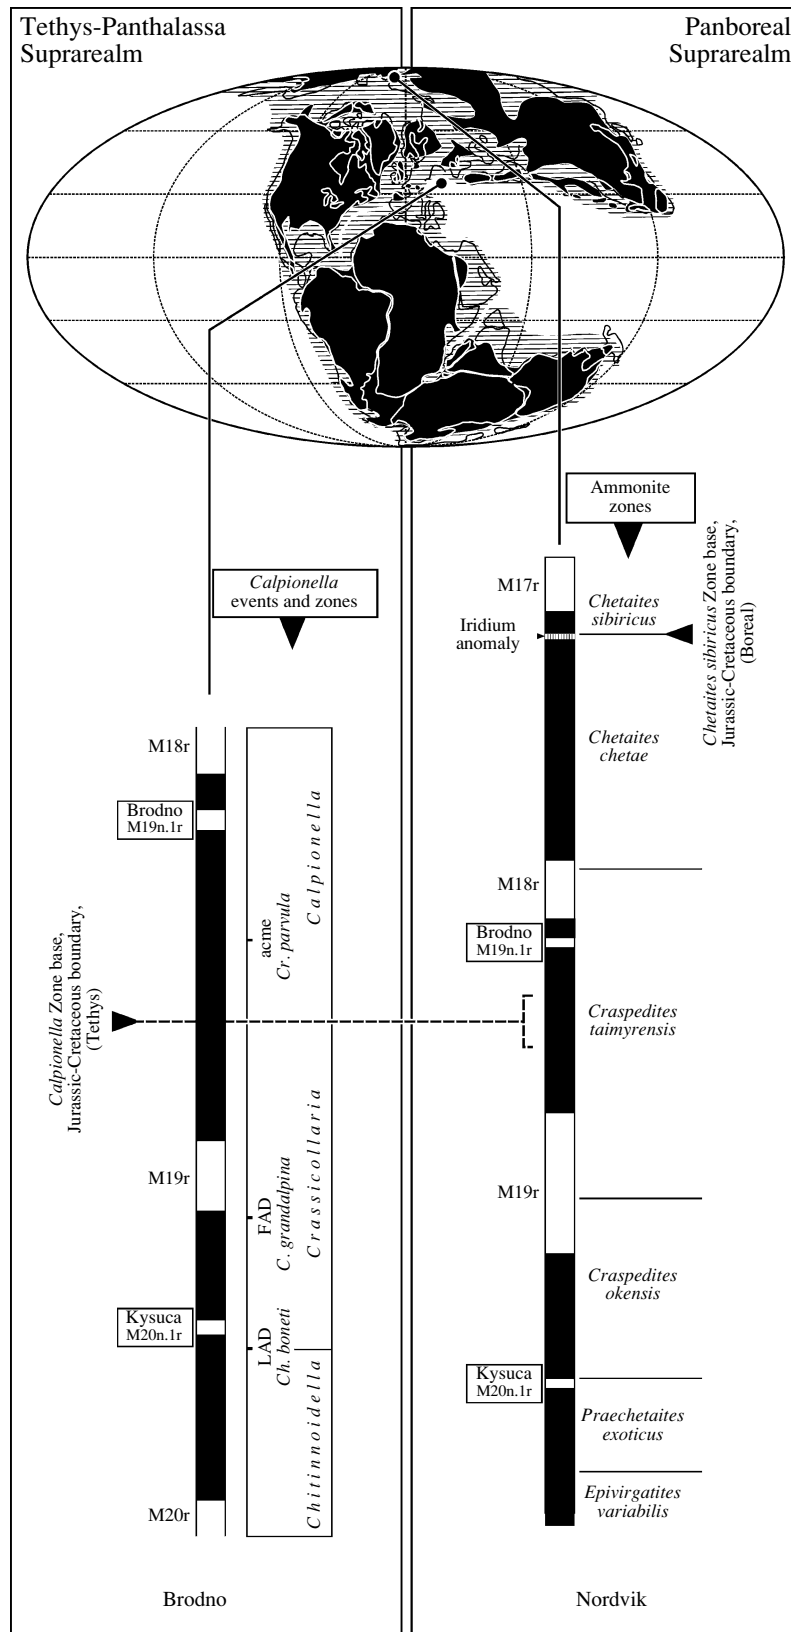 Tethys-Panthalassa
Suprarealm
Panboreal
Suprarealm
Ammonite
zones
Calpionella
events and zones
M17r
Chetaites
sibiricus
Iridium
anomaly
Chetaites sibiricus Zone base,
Jurassic-Cretaceous boundary,
(Boreal)
Chetaites
chetae
M18r
Brodno
M19n.1r
Calpionella
acme
Cr. parvula
M18r
Brodno
M19n.1r
Calpionella Zone base,
Jurassic-Cretaceous boundary,
(Tethys)
Craspedites
taimyrensis
M19r
FAD
C. grandalpina
Crassicollaria
M19r
Craspedites
okensis
Kysuca
M20n.1r
LAD
Ch. boneti
Chitinnoidella
Kysuca
M20n.1r
Praechetaites
exoticus
Epivirgatites
variabilis
M20r
Brodno
Nordvik